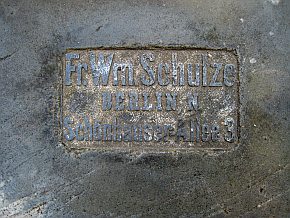 Fr Wm Schulze
BERLIN N.
Schönhauser Allee 3